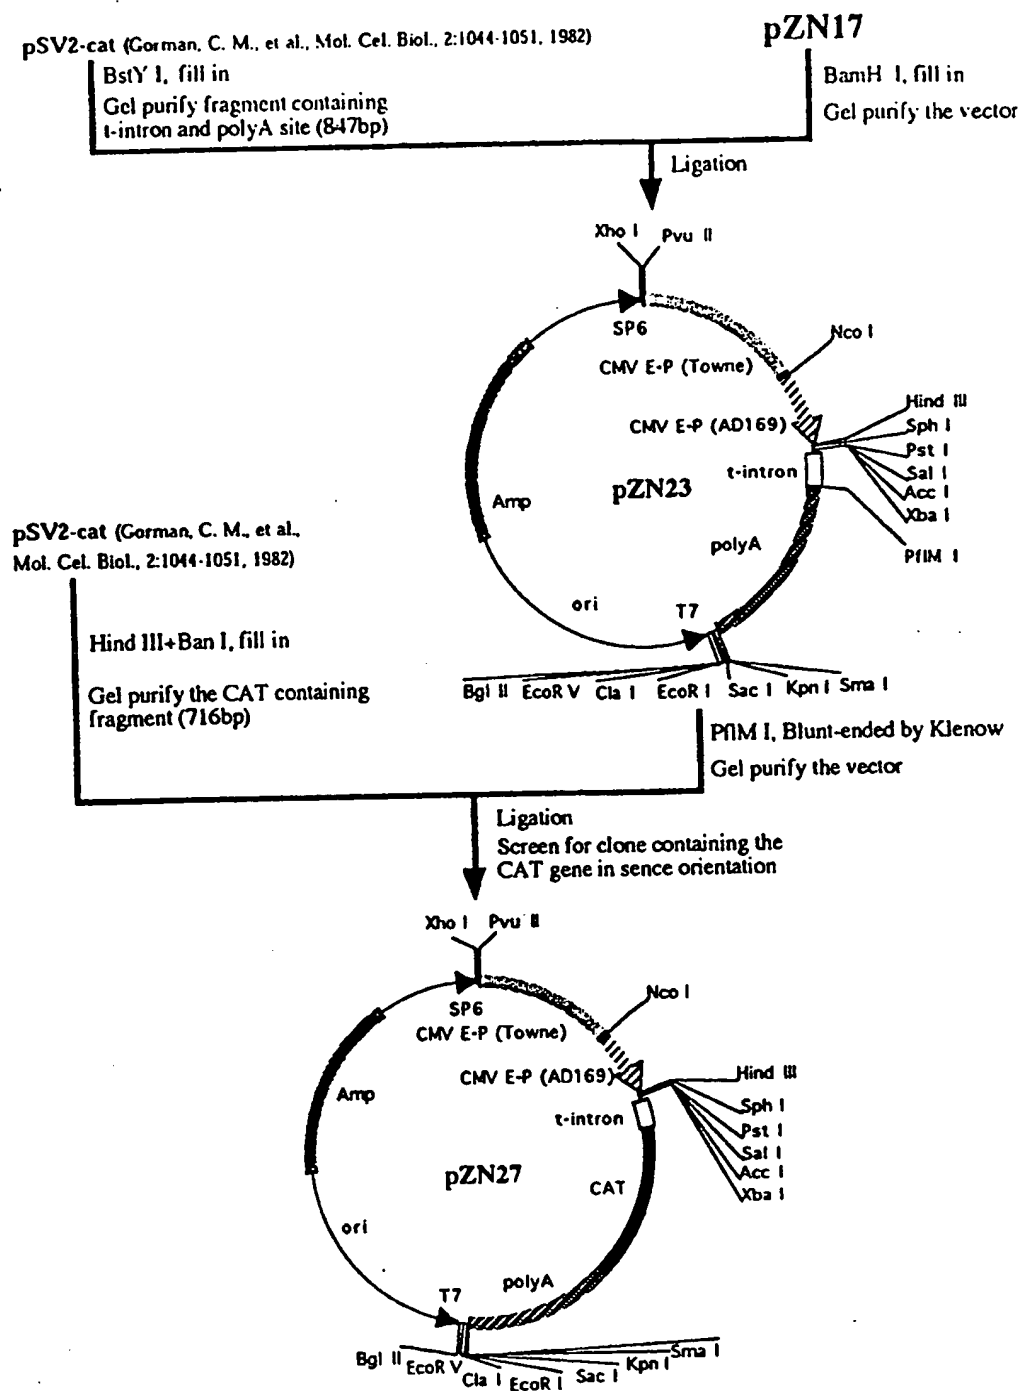 pZN17
pSV2-cat (Gorman, C. M., et al., Mol. Cel. Biol., 2:1044-1051, 1982)
BstY I, fill in
Gel purify fragment containing
t-intron and polyA site (847bp)
BamH I, fill in
Gel purify the vector
Ligation
Xho I
Pvu II
SP6
Nco I
CMV E-P (Towne)
CMV E-P (AD169)
Hind III
Sph I
Pst I
Sal I
Acc I
Xba I
t-intron
pZN23
Amp
PflM I
polyA
ori
T7
Bgl II
EcoR V
Cla I
EcoR I
Sac I
Kpn I
Sma I
pSV2-cat (Gorman, C. M., et al.,
Mol. Cel. Biol., 2:1044-1051, 1982)
Hind III+Ban I, fill in
Gel purify the CAT containing
fragment (716bp)
PflM I, Blunt-ended by Klenow
Gel purify the vector
Ligation
Screen for clone containing the
CAT gene in sence orientation
Xho I
Pvu II
SP6
Nco I
CMV E-P (Towne)
CMV E-P (AD169)
Hind III
Sph I
Pst I
Sal I
Acc I
Xba I
t-intron
Amp
pZN27
CAT
ori
polyA
T7
Bgl II
EcoR V
Cla I
EcoR I
Sac I
Kpn I
Sma I